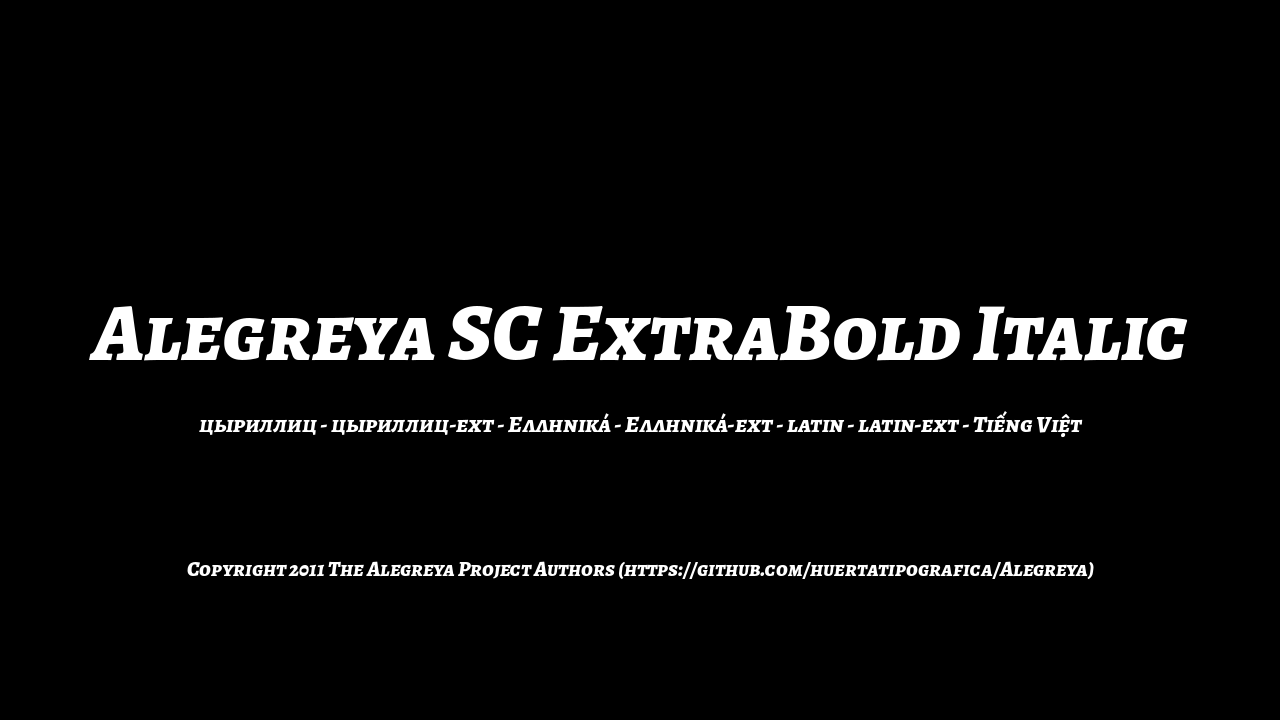 Alegreya SC ExtraBold Italic
цыриллиц - цыриллиц-ext - Ελληνικά - Ελληνικά-ext - latin - latin-ext - Tiếng Việt
Copyright 2011 The Alegreya Project Authors (https://github.com/huertatipografica/Alegreya)